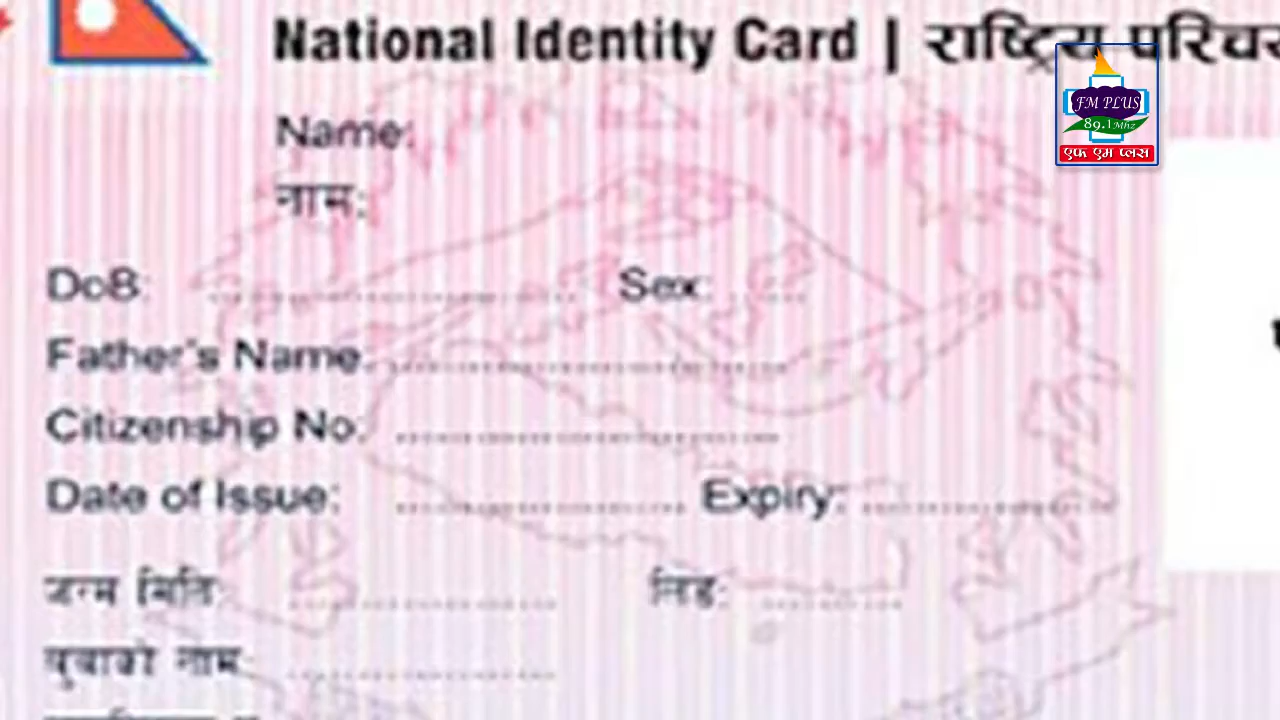 National Identity Card | राष्ट्रिय परिचय
FM PLUS
89.1 Mhz
एफ एम प्लस
Name:
नाम:
DoB: Sex:
Father's Name:
Citizenship No:
Date of Issue: Expiry:
जन्म मिति: लिङ्ग:
बुवाको नाम: